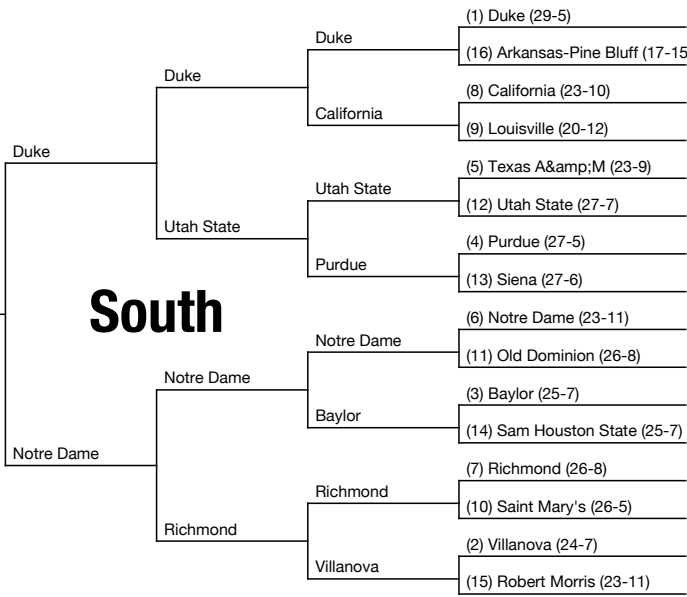 (1) Duke (29-5)
Duke
(16) Arkansas-Pine Bluff (17-15
Duke
(8) California (23-10)
California
(9) Louisville (20-12)
Duke
(5) Texas A&amp;M (23-9)
Utah State
(12) Utah State (27-7)
Utah State
(4) Purdue (27-5)
Purdue
(13) Siena (27-6)
South
(6) Notre Dame (23-11)
Notre Dame
(11) Old Dominion (26-8)
Notre Dame
(3) Baylor (25-7)
Baylor
(14) Sam Houston State (25-7)
Notre Dame
(7) Richmond (26-8)
Richmond
(10) Saint Mary's (26-5)
Richmond
(2) Villanova (24-7)
Villanova
(15) Robert Morris (23-11)